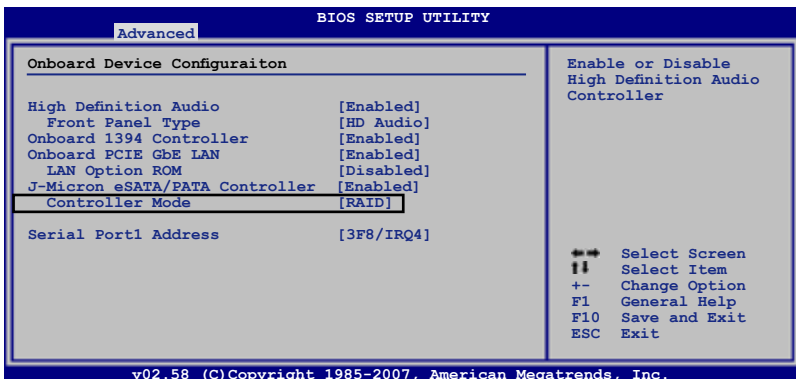 BIOS SETUP UTILITY
Advanced
Onboard Device Configuraiton
High Definition Audio [Enabled]
Front Panel Type [HD Audio]
Onboard 1394 Controller [Enabled]
Onboard PCIE GbE LAN [Enabled]
LAN Option ROM [Disabled]
J-Micron eSATA/PATA Controller [Enabled]
Controller Mode [RAID]
Serial Port1 Address [3F8/IRQ4]
Enable or Disable
High Definition Audio
Controller
Select Screen
Select Item
+- Change Option
F1 General Help
F10 Save and Exit
ESC Exit
v02.58 (C)Copyright 1985-2007, American Megatrends, Inc.